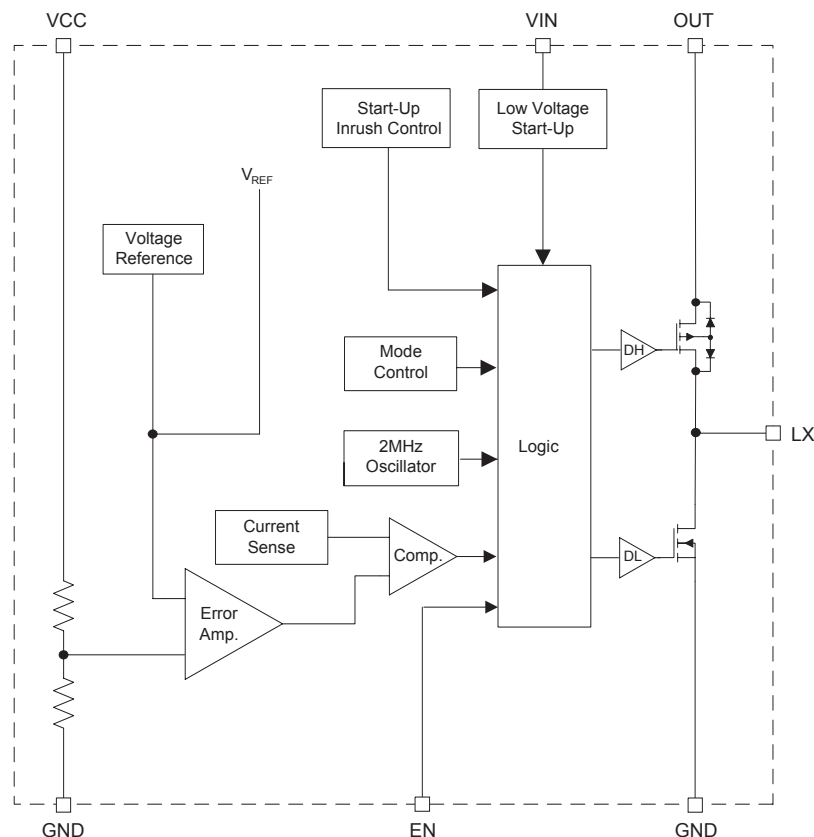 VCC
VIN
OUT
Start-Up
Inrush Control
Low Voltage
Start-Up
VREF
Voltage
Reference
DH
Mode
Control
LX
2MHz
Oscillator
Logic
Current
Sense
Comp.
DL
Error
Amp.
GND
EN
GND